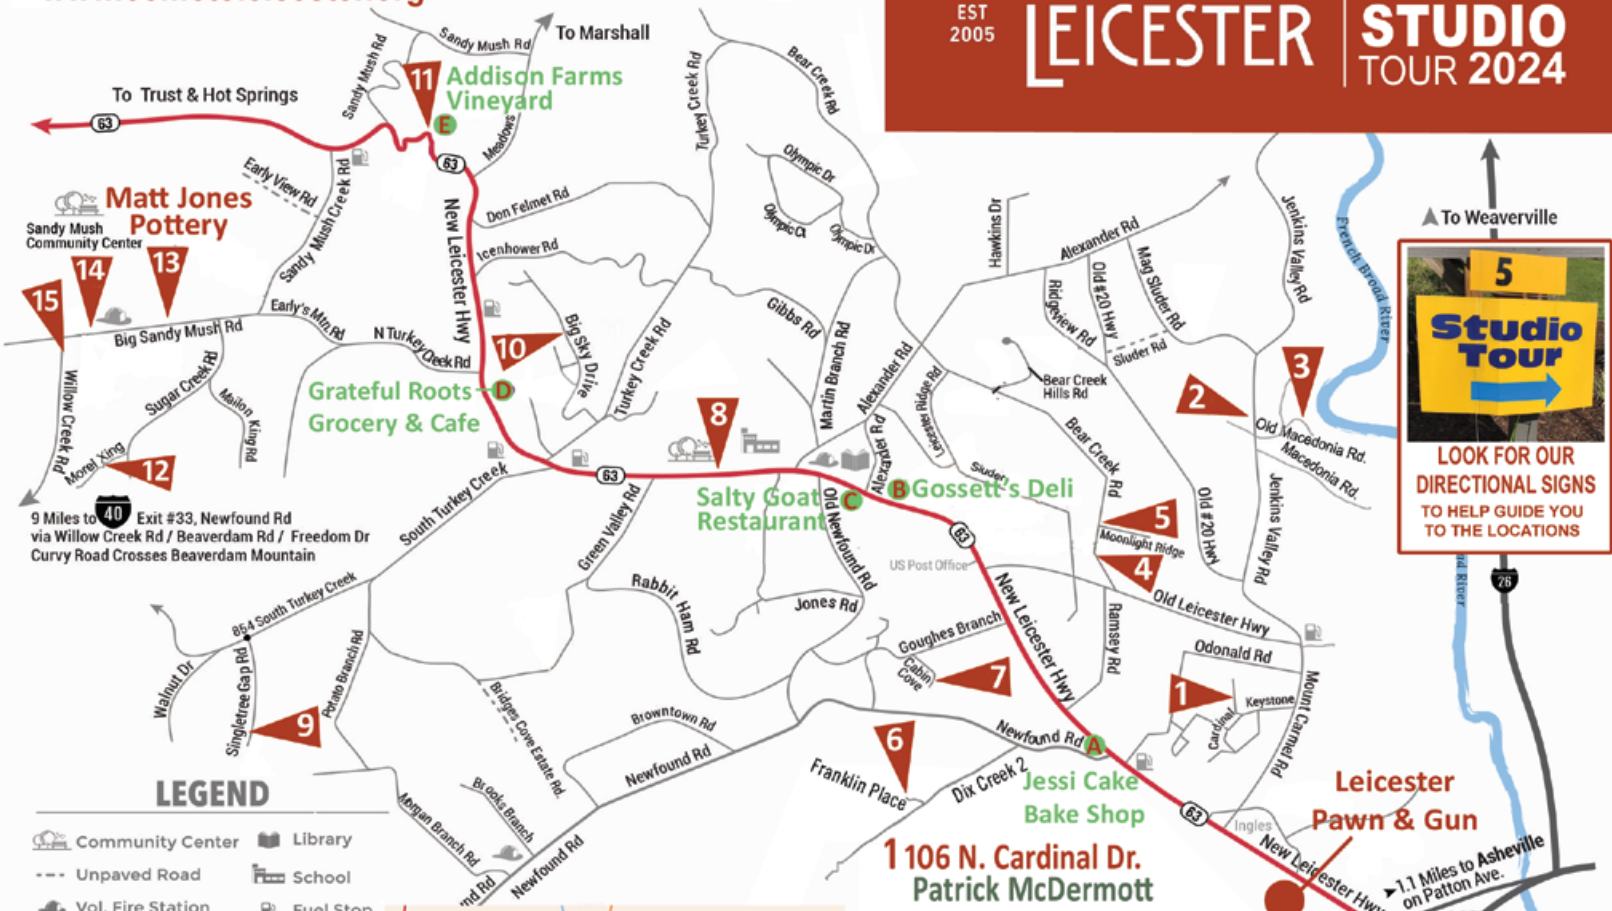 EST
2005
LEICESTER
STUDIO
TOUR 2024
To Marshall
Sandy Mush Rd
Sandy Mush Rd
11
Addison Farms
Vineyard
E
Meadows
To Trust & Hot Springs
63
63
Turkey Creek Rd
Bear Creek Rd
Early View Rd
Sandy Mush Creek Rd
Matt Jones
Pottery
Sandy Mush
Community Center
13
14
15
New Leicester Hwy
Don Felmet Rd
Icenhower Rd
Olympic Dr
Olympic Ct
Olympic Dr
Hawkins Dr
Alexander Rd
Jenkins Valley Rd
French Broad River
To Weaverville
5
Studio
Tour
LOOK FOR OUR
DIRECTIONAL SIGNS
TO HELP GUIDE YOU
TO THE LOCATIONS
Big Sandy Mush Rd
Early's Mtn Rd
N Turkey Creek Rd
10
Big Sky Drive
Turkey Creek Rd
Gibbs Rd
Martin Branch Rd
Alexander Rd
Ridgeview Rd
Old #20 Hwy
Mag Sluder Rd
Sluder Rd
Bear Creek
Hills Rd
Leicester Ridge Rd
2
3
Old Macedonia Rd.
Macedonia Rd.
Willow Creek Rd
Sugar Creek Rd
Mailon King Rd
Morel Xing
12
Grateful Roots
Grocery & Cafe
D
8
63
Salty Goat
Restaurant
C
Alexander Rd
B
Gossett's Deli
Sluder
Bear Creek Rd
5
Moonlight Ridge
4
Old #20 Hwy
Jenkins Valley Rd
26
9 Miles to 40 Exit #33, Newfound Rd
via Willow Creek Rd / Beaverdam Rd / Freedom Dr
Curvy Road Crosses Beaverdam Mountain
South Turkey Creek
Green Valley Rd
Old Newfound Rd
63
US Post Office
Rabbit Ham Rd
Jones Rd
New Leicester Hwy
Old Leicester Hwy
Ramsey Rd
854 South Turkey Creek
Walnut Dr
Singletree Gap Rd
9
Potato Branch Rd
Goughes Branch
Cabin
Cove
7
Odonald Rd
1
Keystone
Cardinal
Mount Carmel Rd
Bridges Cove Estate Rd.
Browntown Rd
Newfound Rd
6
Franklin Place
Newfound Rd
A
Dix Creek 2
Jessi Cake
Bake Shop
Leicester
Pawn & Gun
63
Ingles
New Leicester Hwy
1.1 Miles to Asheville
on Patton Ave.
1 106 N. Cardinal Dr.
Patrick McDermott
Morgan Branch Rd
Brooks Branch
Newfound Rd
LEGEND
Community Center
Library
Unpaved Road
School
Vol. Fire Station
Fuel Stop